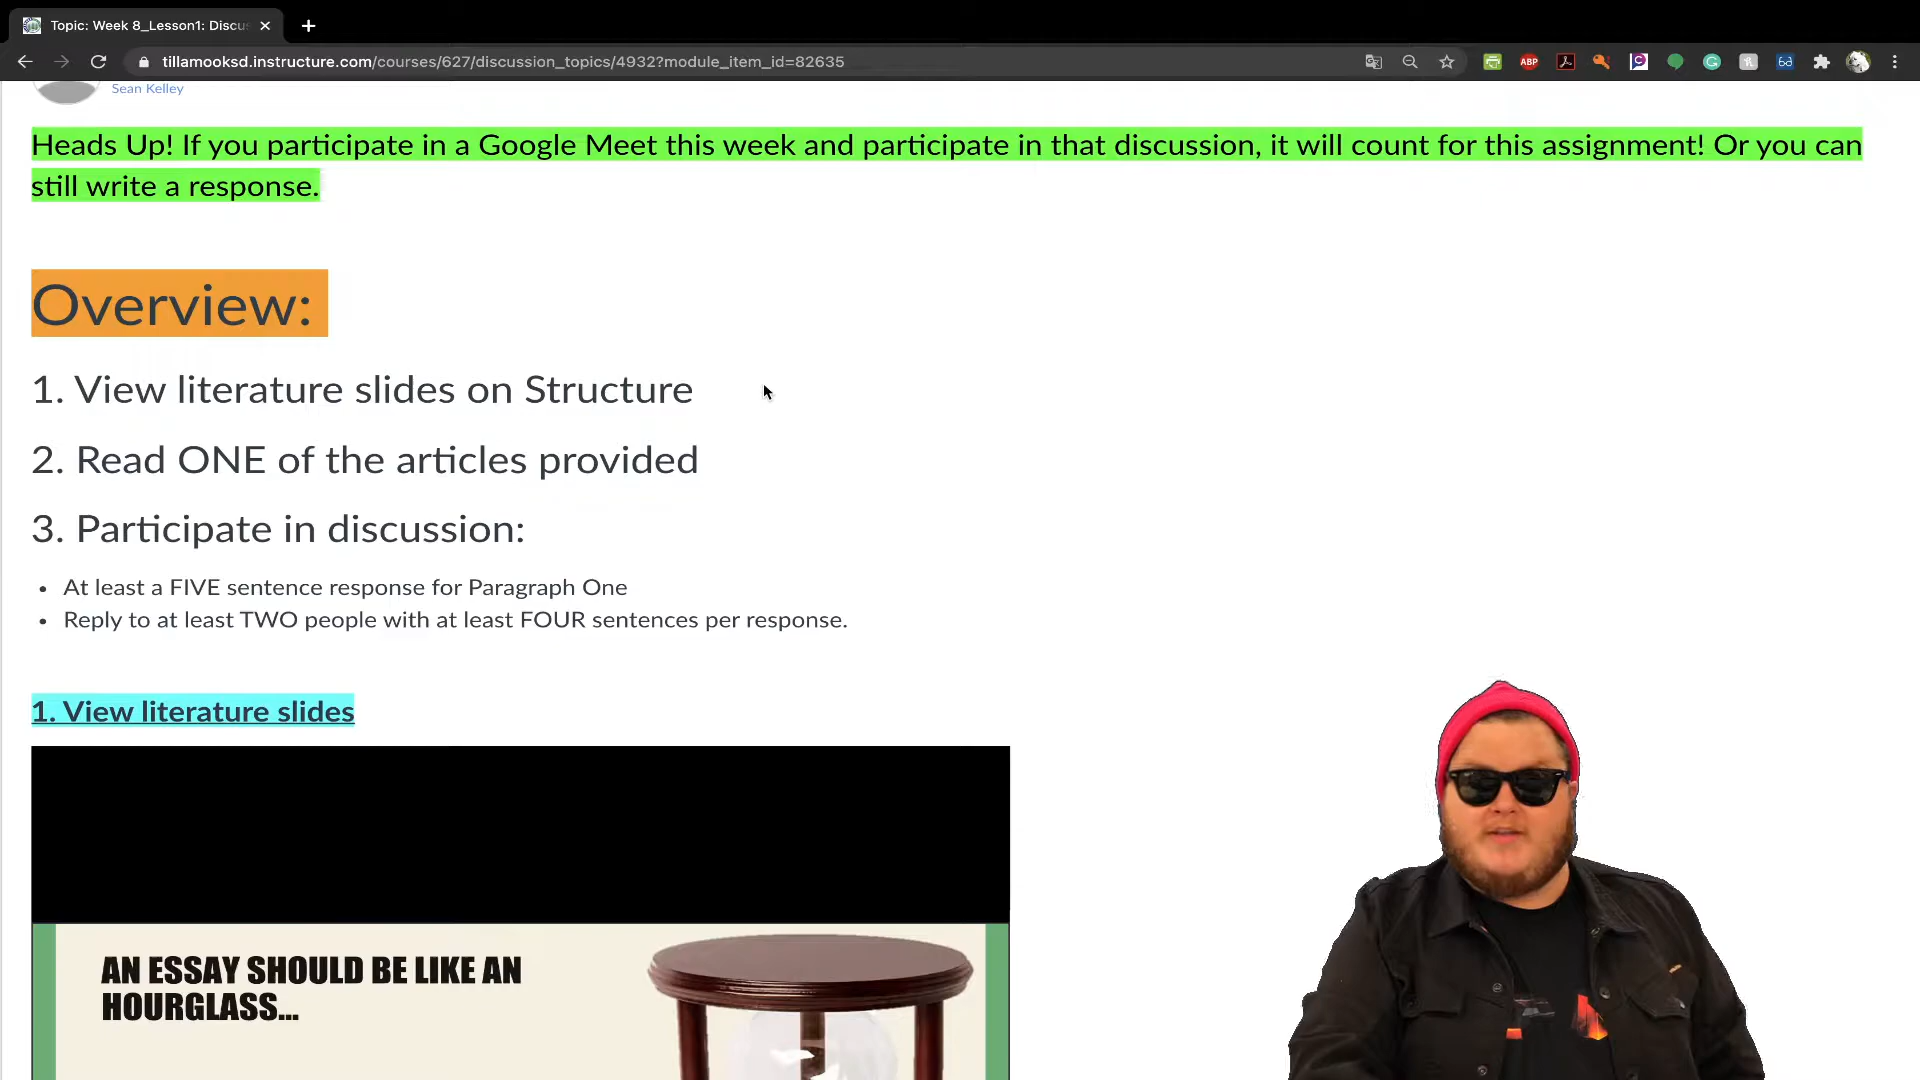 Topic: Week 8_Lesson1: Discus
tillamooksd.instructure.com/courses/627/discussion_topics/4932?module_item_id=82635
ABP
Sean Kelley
Heads Up! If you participate in a Google Meet this week and participate in that discussion, it will count for this assignment! Or you can
still write a response.
Overview:
1. View literature slides on Structure
2. Read ONE of the articles provided
3. Participate in discussion:
• At least a FIVE sentence response for Paragraph One
• Reply to at least TWO people with at least FOUR sentences per response.
1. View literature slides
AN ESSAY SHOULD BE LIKE AN
HOURGLASS...